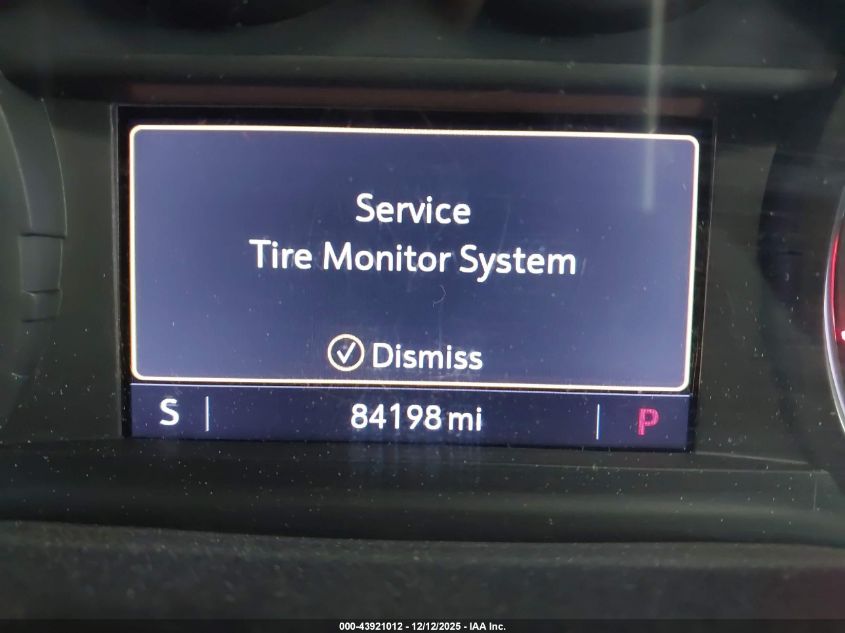 Service
Tire Monitor System
Dismiss
S 84198 mi P
000-43921012 - 12/12/2025 - IAA Inc.